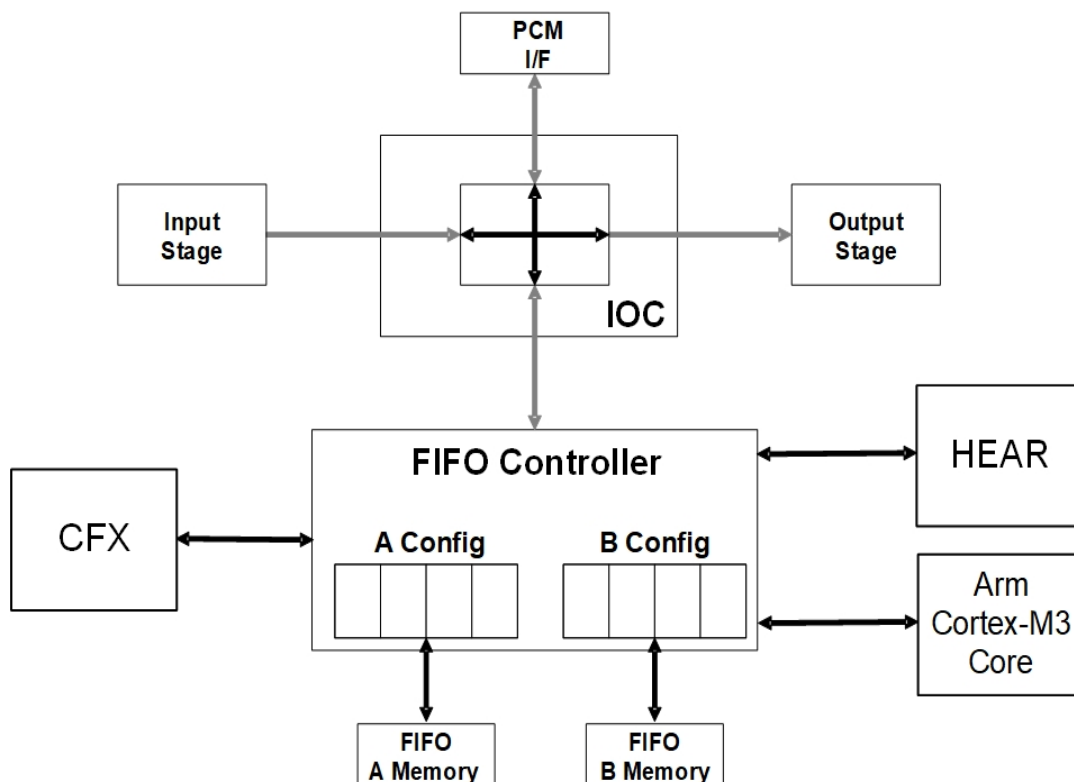 PCM
I/F
Input
Stage
Output
Stage
IOC
FIFO Controller
HEAR
CFX
A Config
B Config
Arm
Cortex-M3
Core
FIFO
A Memory
FIFO
B Memory